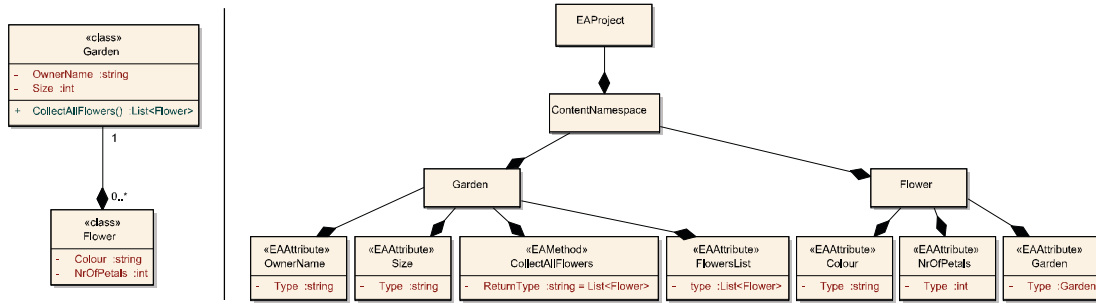 «class»
Garden
- OwnerName :string
- Size :int
+ CollectAllFlowers() :List<Flower>
1
0..*
«class»
Flower
- Colour :string
- NrOfPetals :int
EAProject
ContentNamespace
Garden
Flower
«EAAttribute»
OwnerName
- Type :string
«EAAttribute»
Size
- Type :string
«EAMethod»
CollectAllFlowers
- ReturnType :string = List<Flower>
«EAAttribute»
FlowersList
- type :List<Flower>
«EAAttribute»
Colour
- Type :string
«EAAttribute»
NrOfPetals
- Type :int
«EAAttribute»
Garden
- Type :Garden